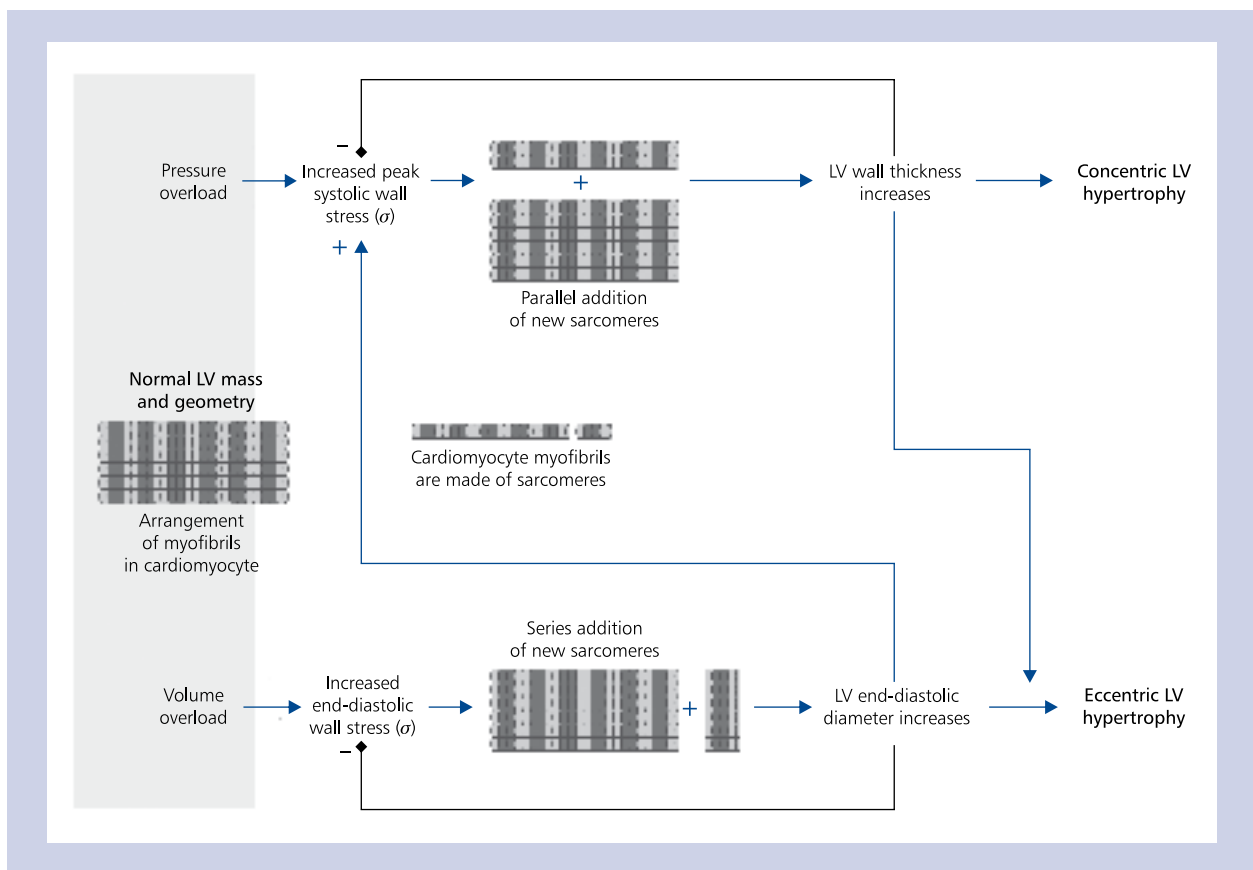 Pressure
overload
−
Increased peak
systolic wall
stress (σ)
+
+
Parallel addition
of new sarcomeres
LV wall thickness
increases
Concentric LV
hypertrophy
Normal LV mass
and geometry
Arrangement
of myofibrils
in cardiomyocyte
Cardiomyocyte myofibrils
are made of sarcomeres
Volume
overload
Increased
end-diastolic
wall stress (σ)
−
Series addition
of new sarcomeres
+
LV end-diastolic
diameter increases
Eccentric LV
hypertrophy